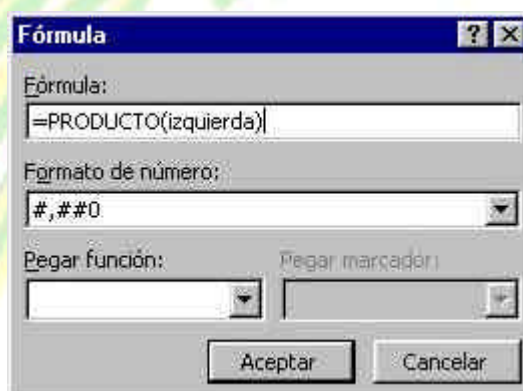 Fórmula
Fórmula:
=PRODUCTO(izquierda)
Formato de número:
#,##0
Pegar función: Pegar marcador:
Aceptar Cancelar